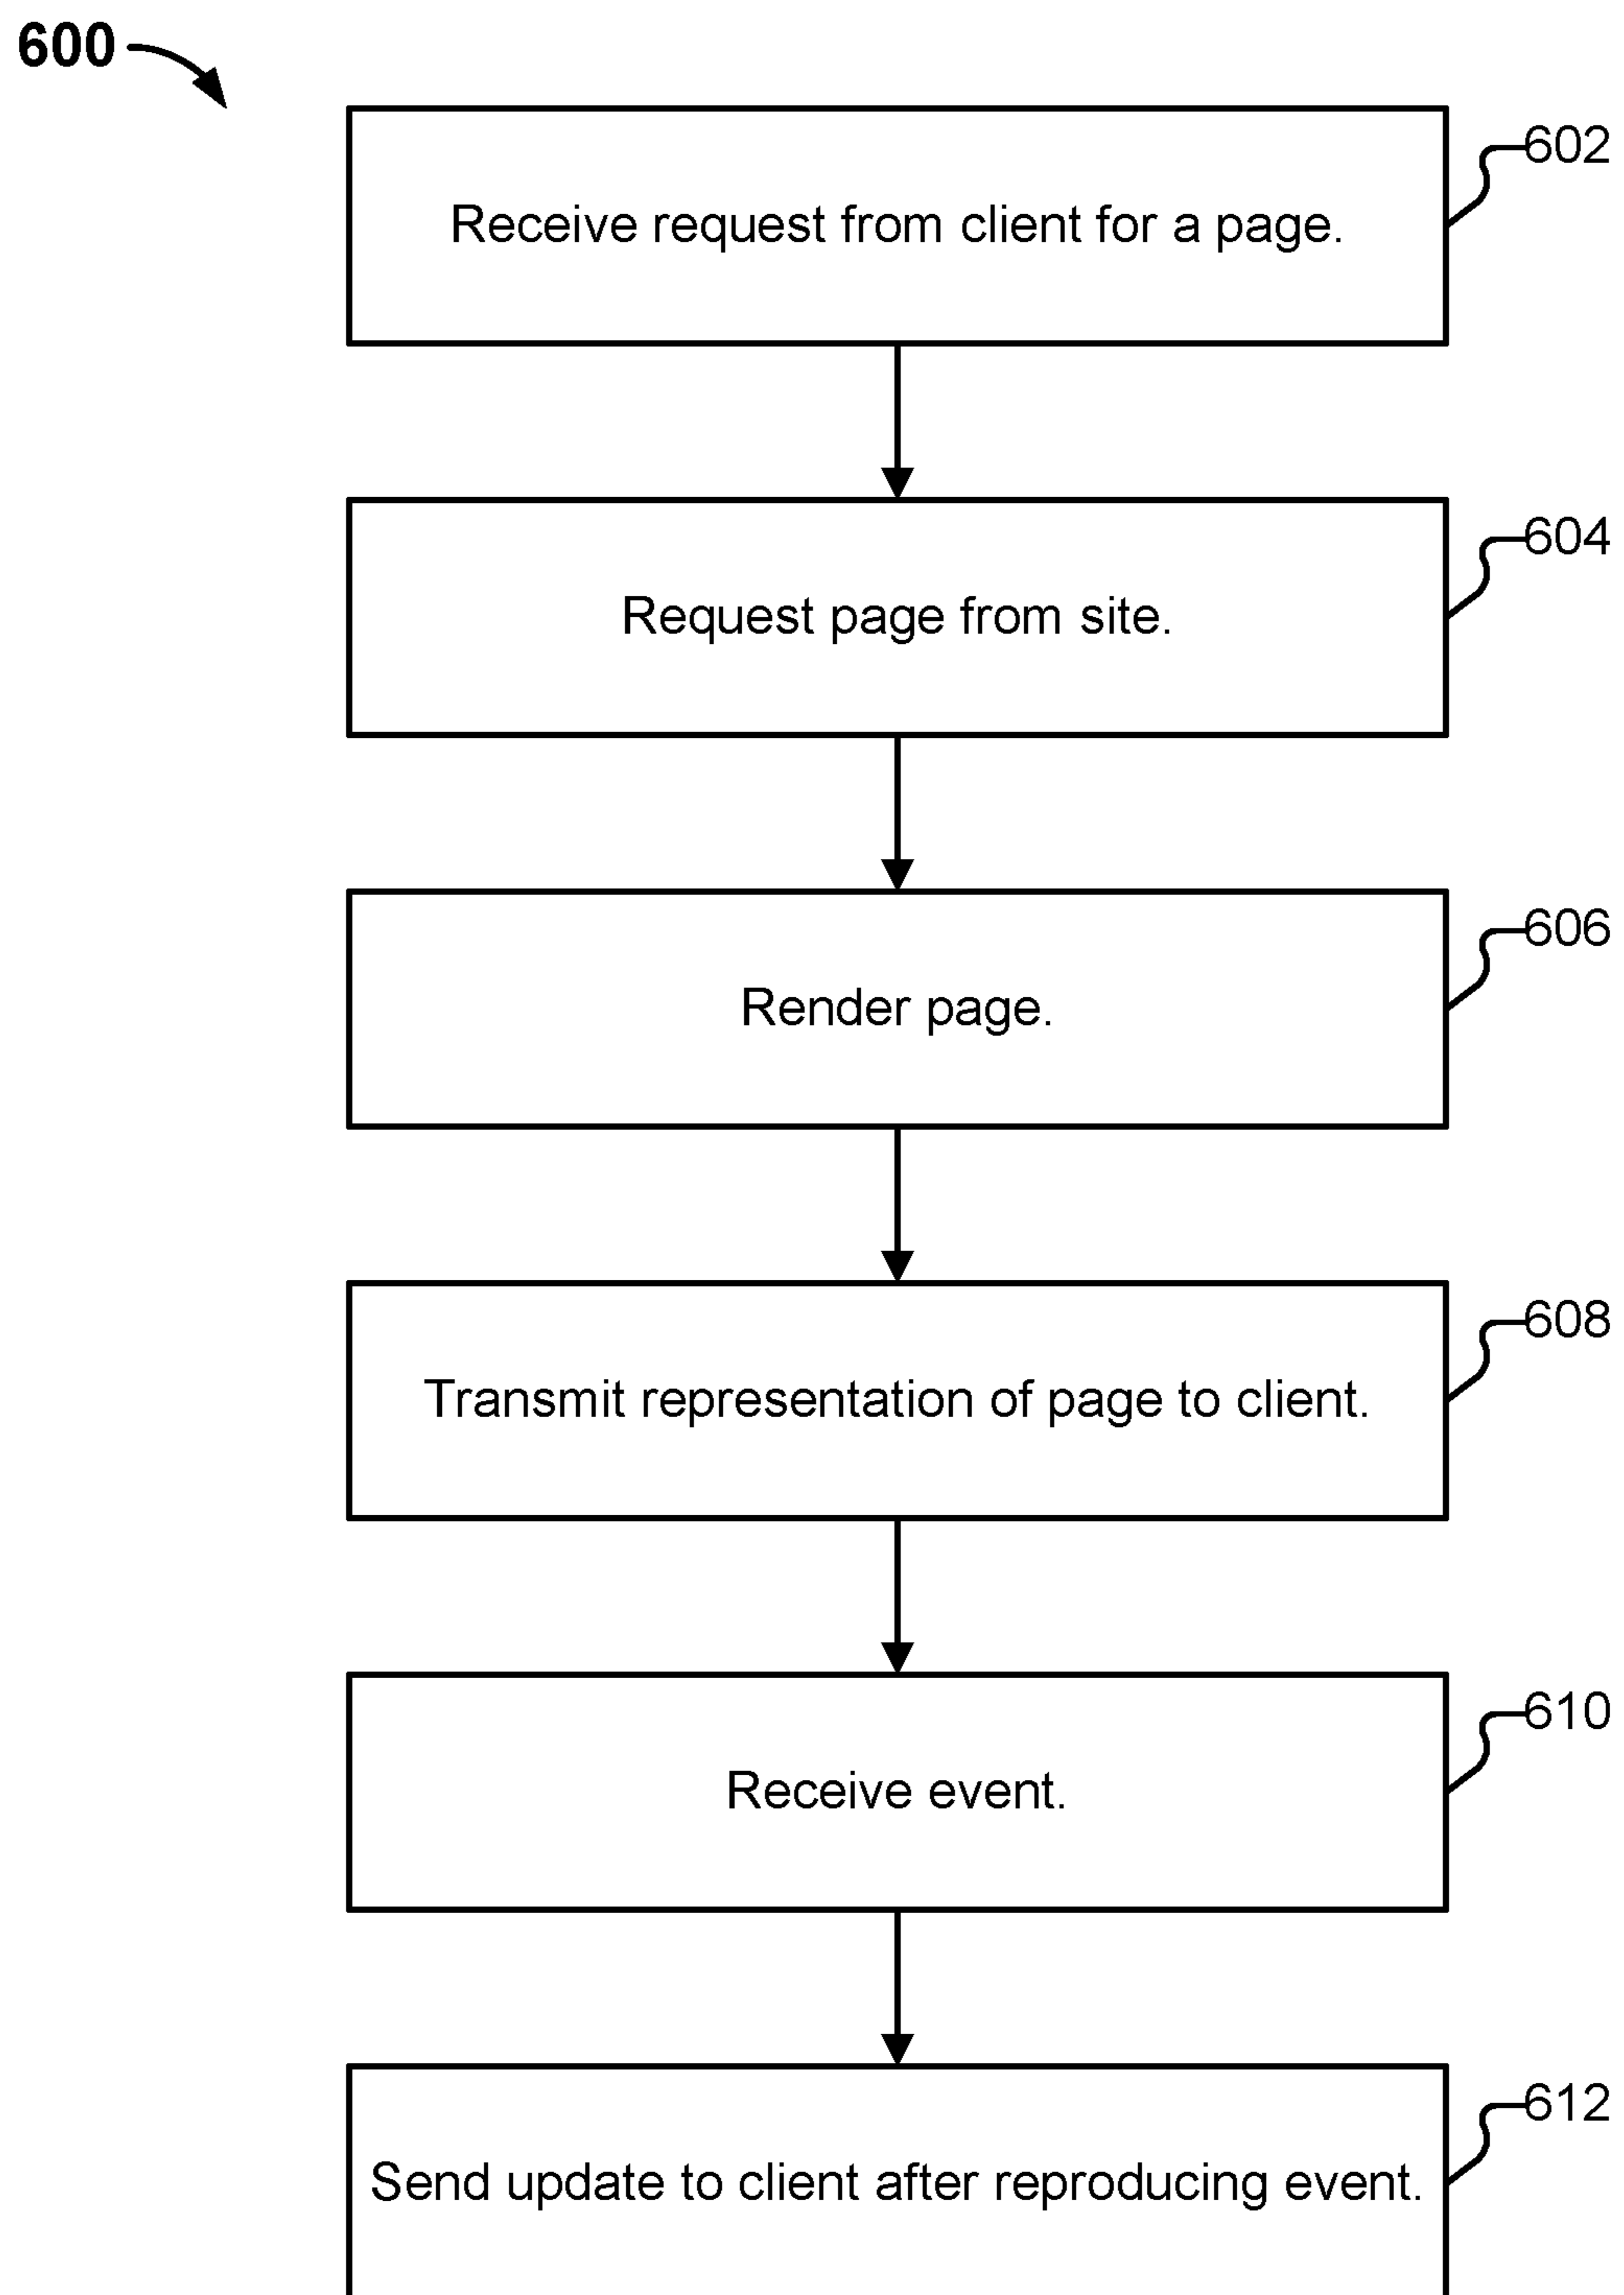 600
602
Receive request from client for a page.
604
Request page from site.
606
Render page.
608
Transmit representation of page to client.
610
Receive event.
612
Send update to client after reproducing event.